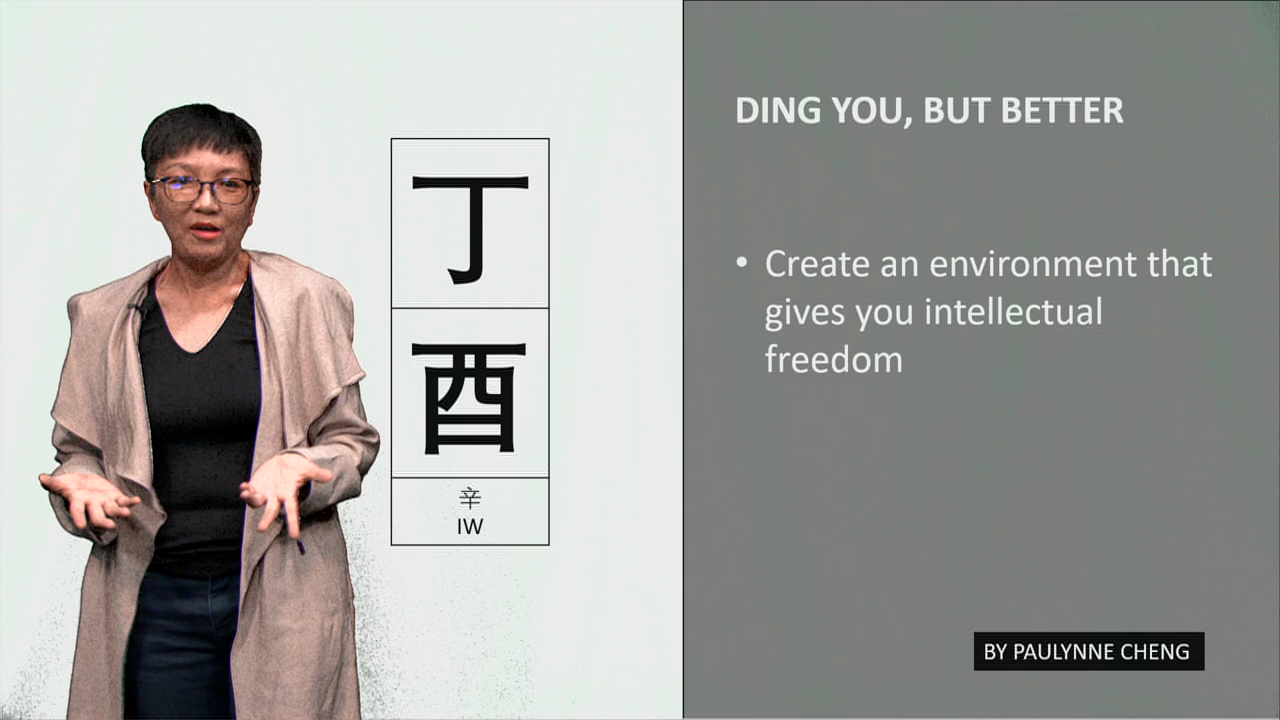 丁
酉
辛
IW
DING YOU, BUT BETTER
• Create an environment that
gives you intellectual
freedom
BY PAULYNNE CHENG